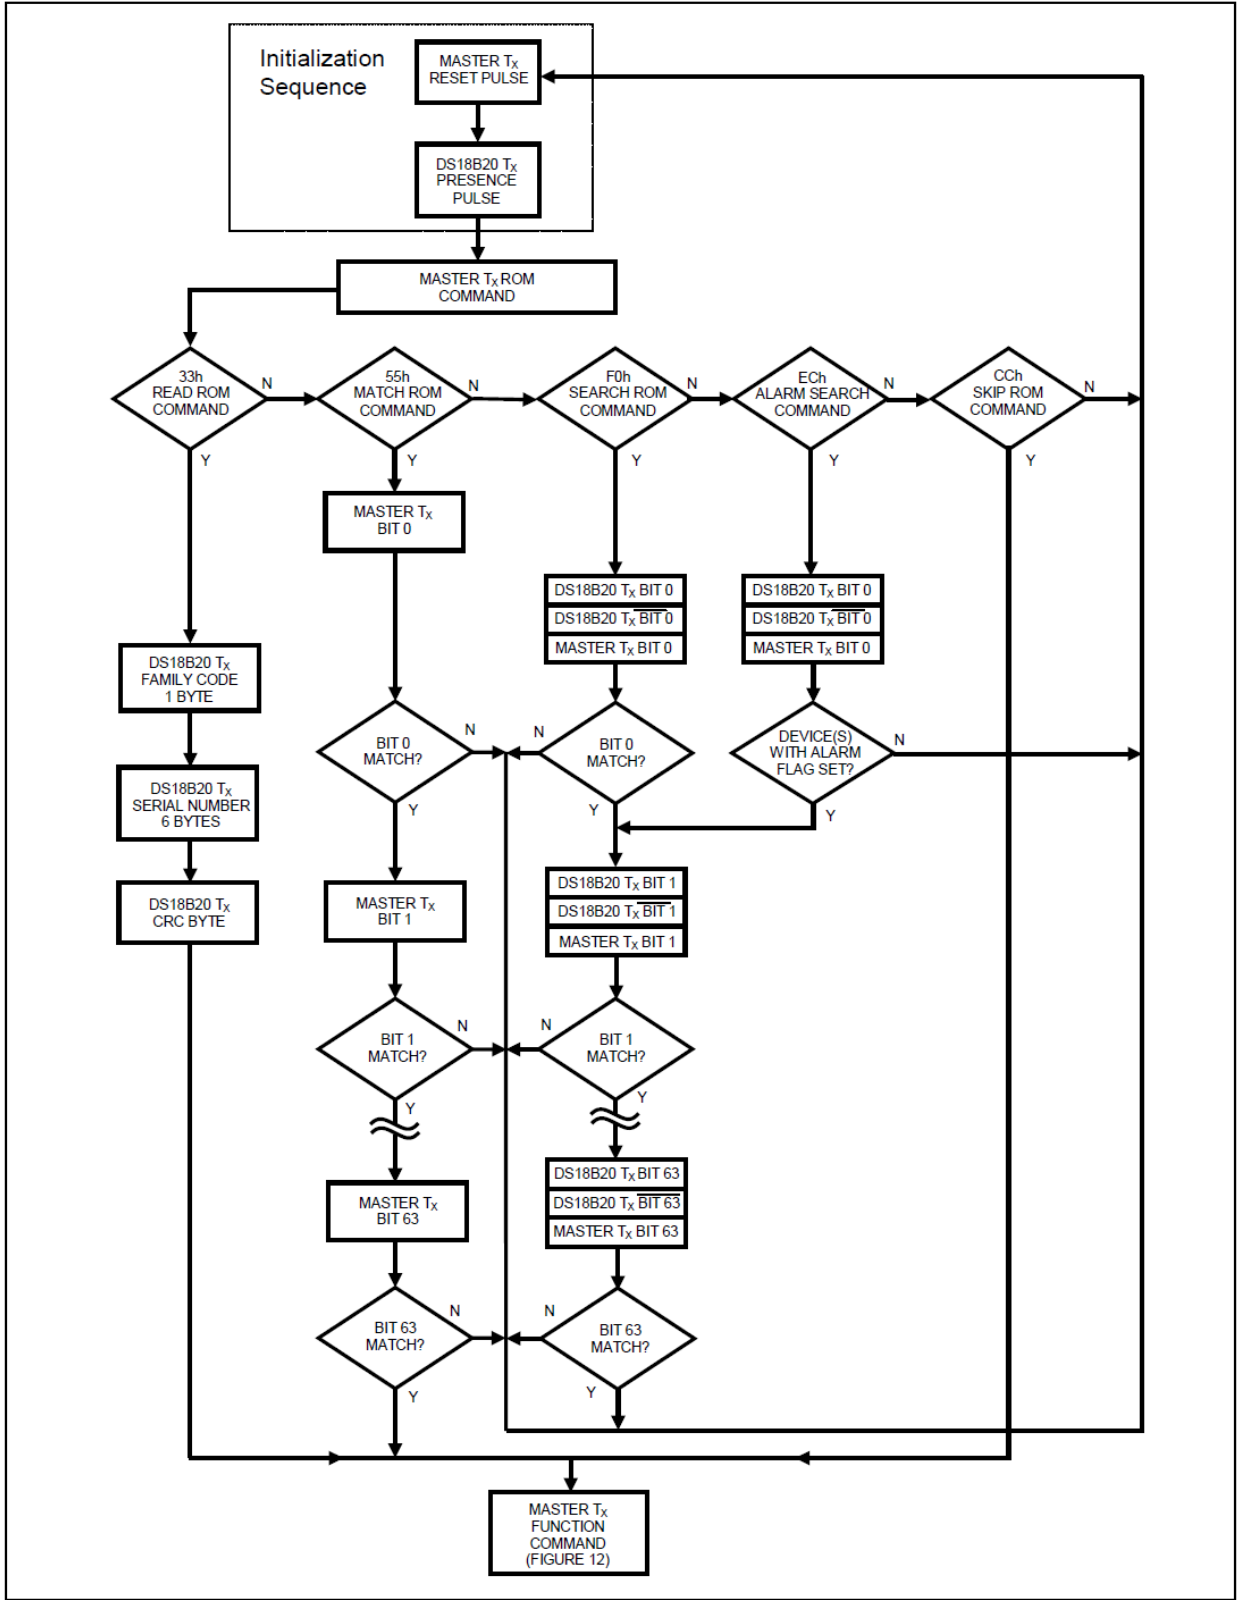 Initialization
Sequence
MASTER TX
RESET PULSE
DS18B20 TX
PRESENCE
PULSE
MASTER TX ROM
COMMAND
33h
READ ROM
COMMAND
N
Y
55h
MATCH ROM
COMMAND
N
Y
F0h
SEARCH ROM
COMMAND
N
Y
ECh
ALARM SEARCH
COMMAND
N
Y
CCh
SKIP ROM
COMMAND
N
Y
DS18B20 TX
FAMILY CODE
1 BYTE
DS18B20 TX
SERIAL NUMBER
6 BYTES
DS18B20 TX
CRC BYTE
MASTER TX
BIT 0
BIT 0
MATCH?
N
Y
MASTER TX
BIT 1
BIT 1
MATCH?
N
Y
MASTER TX
BIT 63
BIT 63
MATCH?
N
Y
DS18B20 TX BIT 0
DS18B20 TX BIT 0
MASTER TX BIT 0
BIT 0
MATCH?
N
Y
DS18B20 TX BIT 1
DS18B20 TX BIT 1
MASTER TX BIT 1
BIT 1
MATCH?
N
Y
DS18B20 TX BIT 63
DS18B20 TX BIT 63
MASTER TX BIT 63
BIT 63
MATCH?
N
Y
DS18B20 TX BIT 0
DS18B20 TX BIT 0
MASTER TX BIT 0
DEVICE(S)
WITH ALARM
FLAG SET?
N
Y
MASTER TX
FUNCTION
COMMAND
(FIGURE 12)